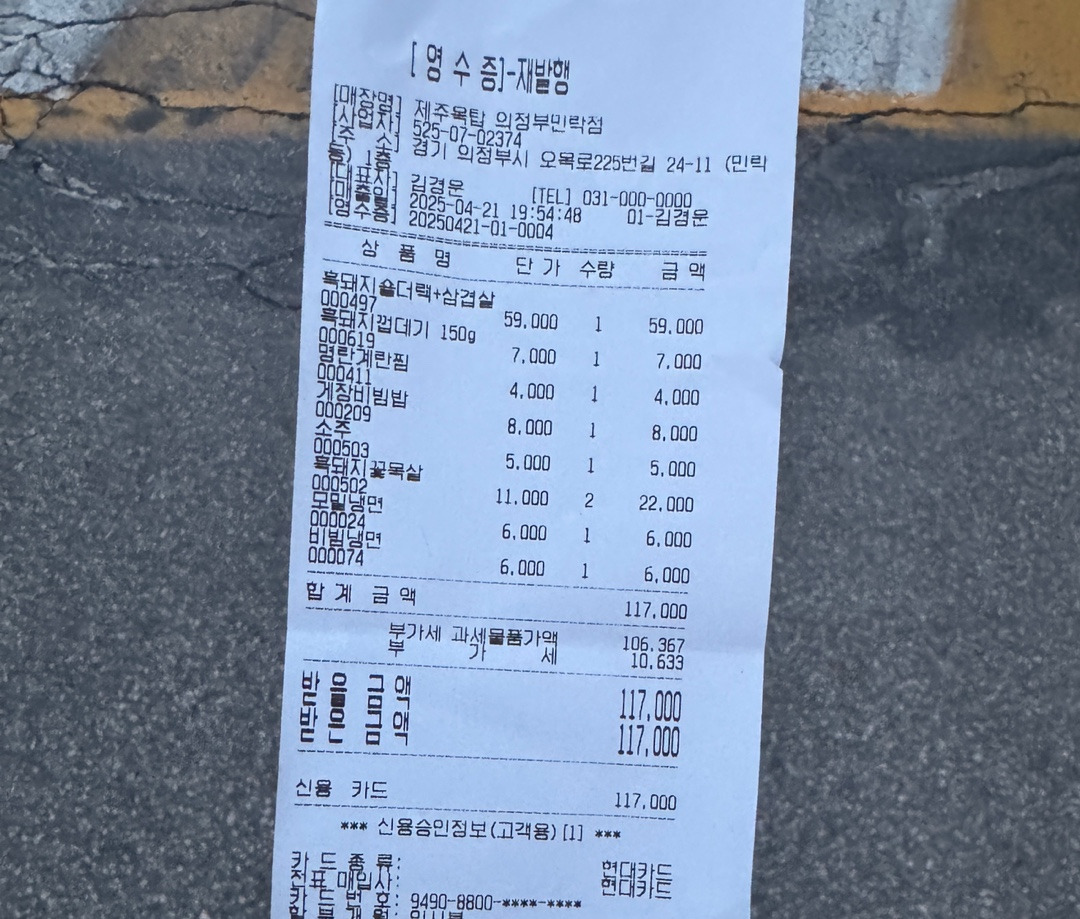 [ 영 수 증]-재발행
[매장명] 제주목탑 의정부민락점
[사업자] 525-07-02374
[주 소] 경기 의정부시 오목로225번길 24-11 (민락
동) 1층
[대표자] 김경운 [TEL] 031-000-0000
[매출일] 2025-04-21 19:54:48 01-김경운
[영수증] 20250421-01-0004
상 품 명 단 가 수량 금 액
흑돼지숄더랙+삼겹살
000497 59,000 1 59,000
흑돼지껍데기 150g
000619 7,000 1 7,000
명란계란찜
000411 4,000 1 4,000
게장비빔밥
000209 8,000 1 8,000
소주
000503 5,000 1 5,000
흑돼지꽃목살
000502 11,000 2 22,000
모밀냉면
000024 6,000 1 6,000
비빔냉면
000074 6,000 1 6,000
합 계 금 액 117,000
부가세 과세물품가액 106,367
부 가 세 10,633
받 을 금 액 117,000
받 은 금 액 117,000
신용 카드 117,000
*** 신용승인정보(고객용) [1] ***
카 드 종 류: 현대카드
전표 매입사: 현대카드
카 드 번 호: 9490-8800-****-****
할 부 개 월: 일시불